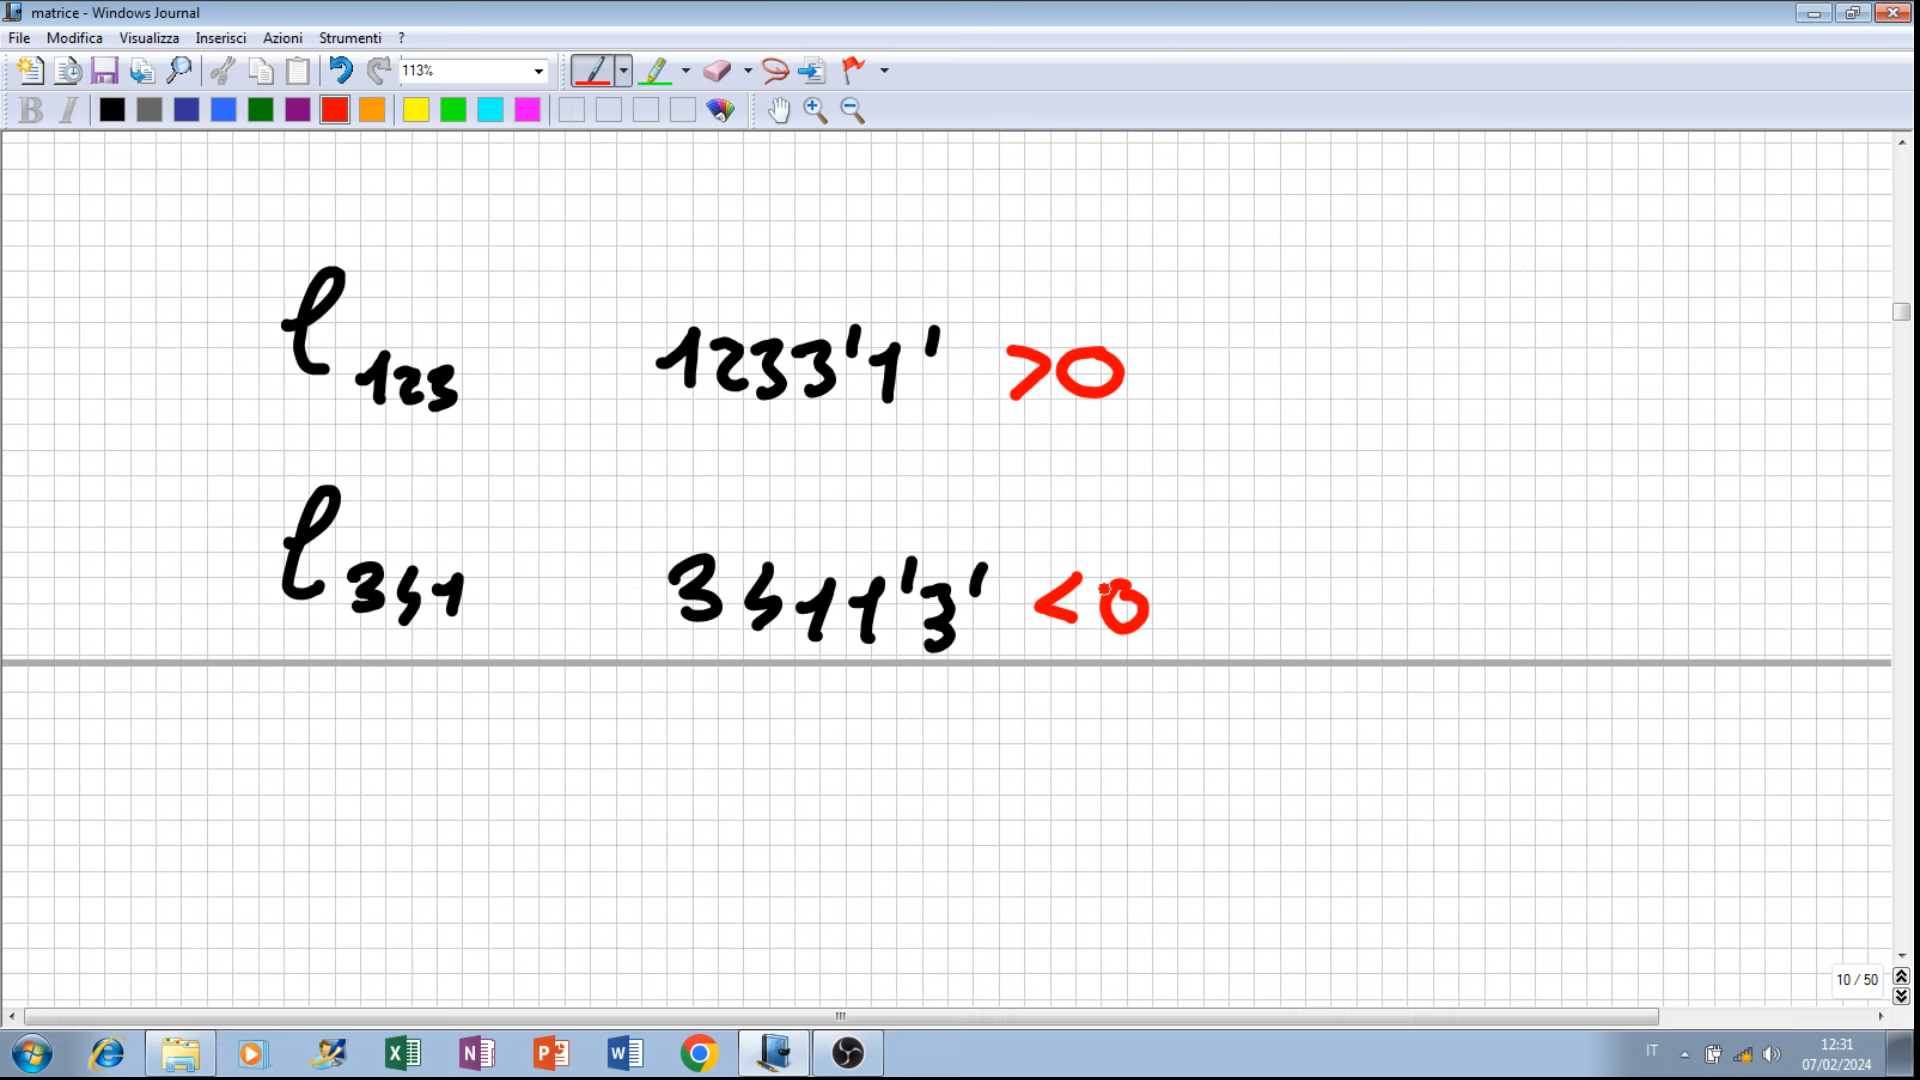 matrice - Windows Journal
File Modifica Visualizza Inserisci Azioni Strumenti ?
113%
B I
ℓ123 1233'1' >0
ℓ341 3411'3' <0
10 / 50
IT 12:31
07/02/2024